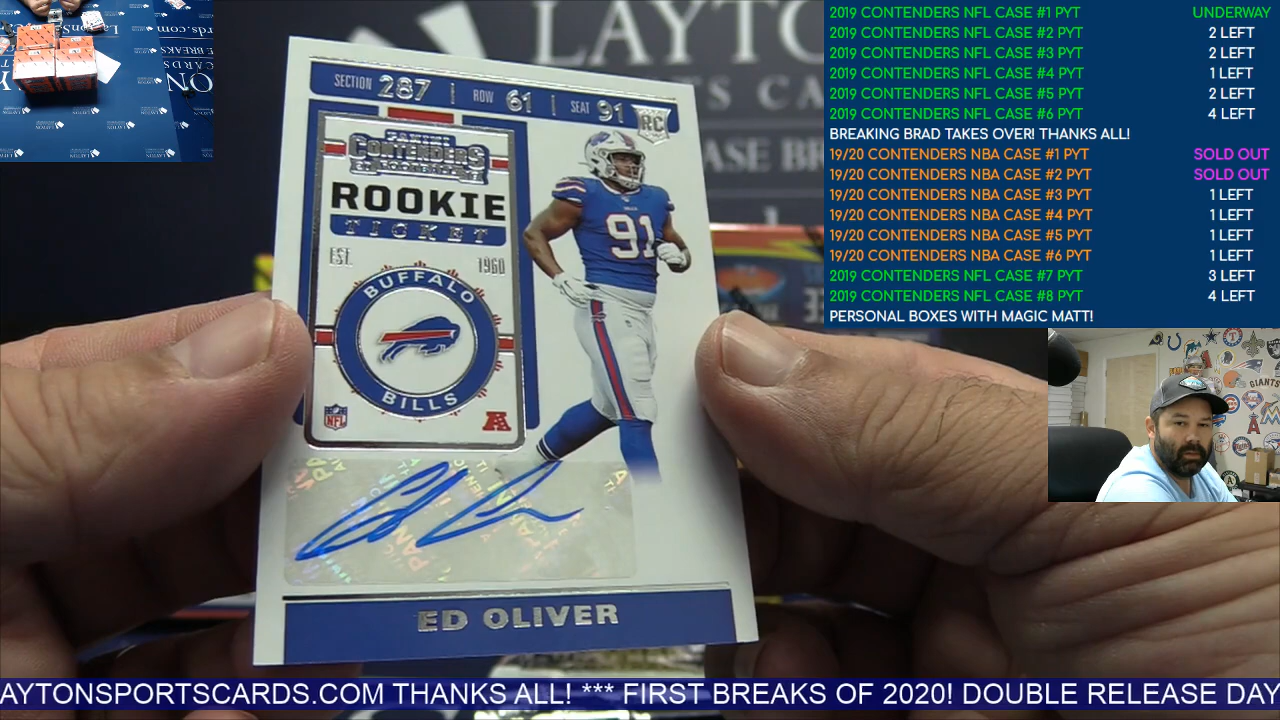 LAYTO
S CA
ASE BR
SECTION 287 | ROW 61 | SEAT 91
RC
PANINI
CONTENDERS
ROOKIE
TICKET
EST. 1960
BUFFALO
BILLS
NFL
A
91
ED OLIVER
2019 CONTENDERS NFL CASE #1 PYT UNDERWAY
2019 CONTENDERS NFL CASE #2 PYT 2 LEFT
2019 CONTENDERS NFL CASE #3 PYT 2 LEFT
2019 CONTENDERS NFL CASE #4 PYT 1 LEFT
2019 CONTENDERS NFL CASE #5 PYT 2 LEFT
2019 CONTENDERS NFL CASE #6 PYT 4 LEFT
BREAKING BRAD TAKES OVER! THANKS ALL!
19/20 CONTENDERS NBA CASE #1 PYT SOLD OUT
19/20 CONTENDERS NBA CASE #2 PYT SOLD OUT
19/20 CONTENDERS NBA CASE #3 PYT 1 LEFT
19/20 CONTENDERS NBA CASE #4 PYT 1 LEFT
19/20 CONTENDERS NBA CASE #5 PYT 1 LEFT
19/20 CONTENDERS NBA CASE #6 PYT 1 LEFT
2019 CONTENDERS NFL CASE #7 PYT 3 LEFT
2019 CONTENDERS NFL CASE #8 PYT 4 LEFT
PERSONAL BOXES WITH MAGIC MATT!
GIANTS
AYTONSPORTSCARDS.COM THANKS ALL! *** FIRST BREAKS OF 2020! DOUBLE RELEASE DAY